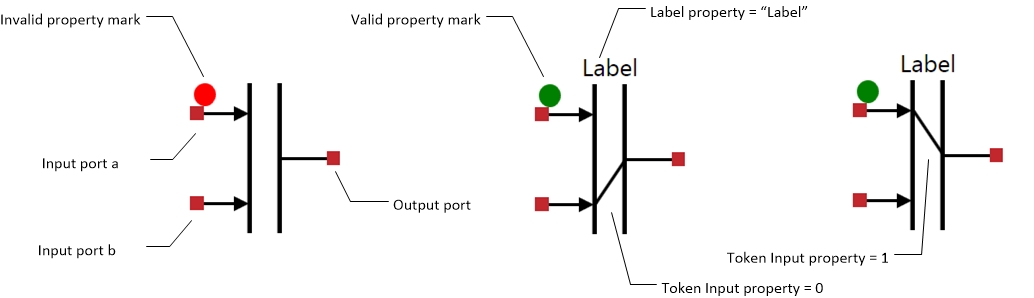 Invalid property mark
Valid property mark
Label property = “Label”
Label
Label
Input port a
Output port
Input port b
Token Input property = 1
Token Input property = 0